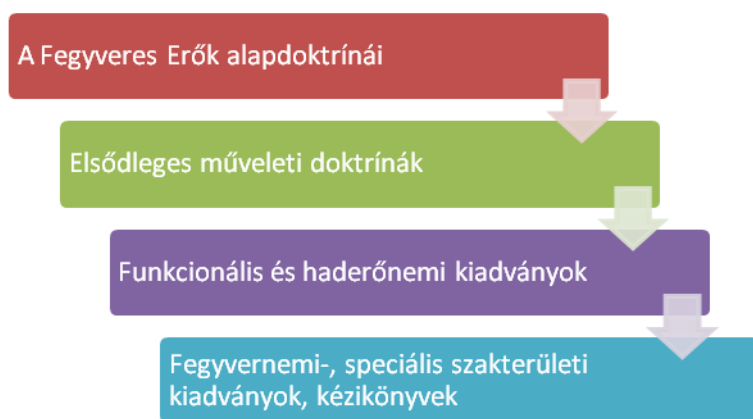 A Fegyveres Erők alapdoktrínái
Elsődleges műveleti doktrínák
Funkcionális és haderőnemi kiadványok
Fegyvernemi-, speciális szakterületi
kiadványok, kézikönyvek